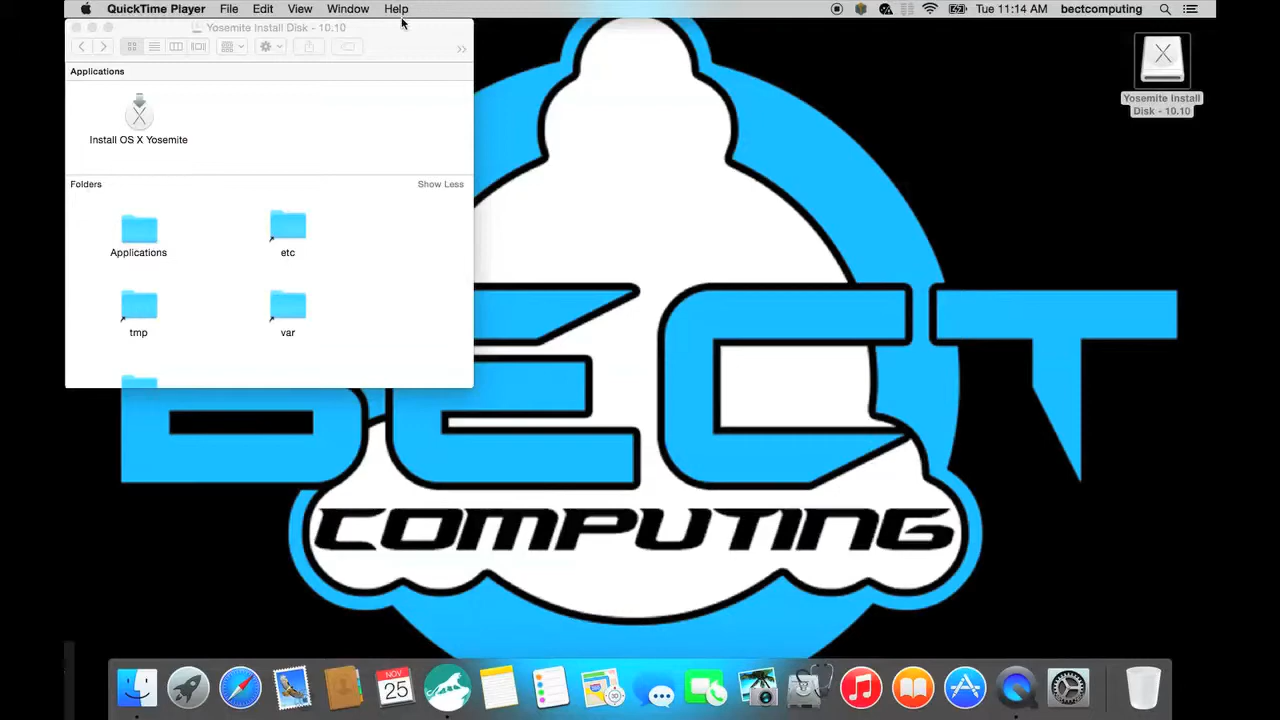 QuickTime Player File Edit View Window Help Tue 11:14 AM bectcomputing
Yosemite Install Disk - 10.10
Applications
Install OS X Yosemite
Folders Show Less
Applications etc
tmp var
Yosemite Install
Disk - 10.10
BECT
COMPUTING
NOV
25